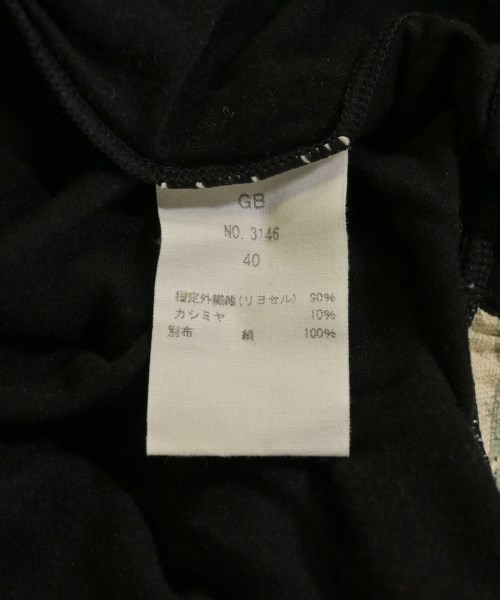 GB
NO. 3146
40
指定外繊維(リヨセル) 90%
カシミヤ 10%
別布 絹 100%